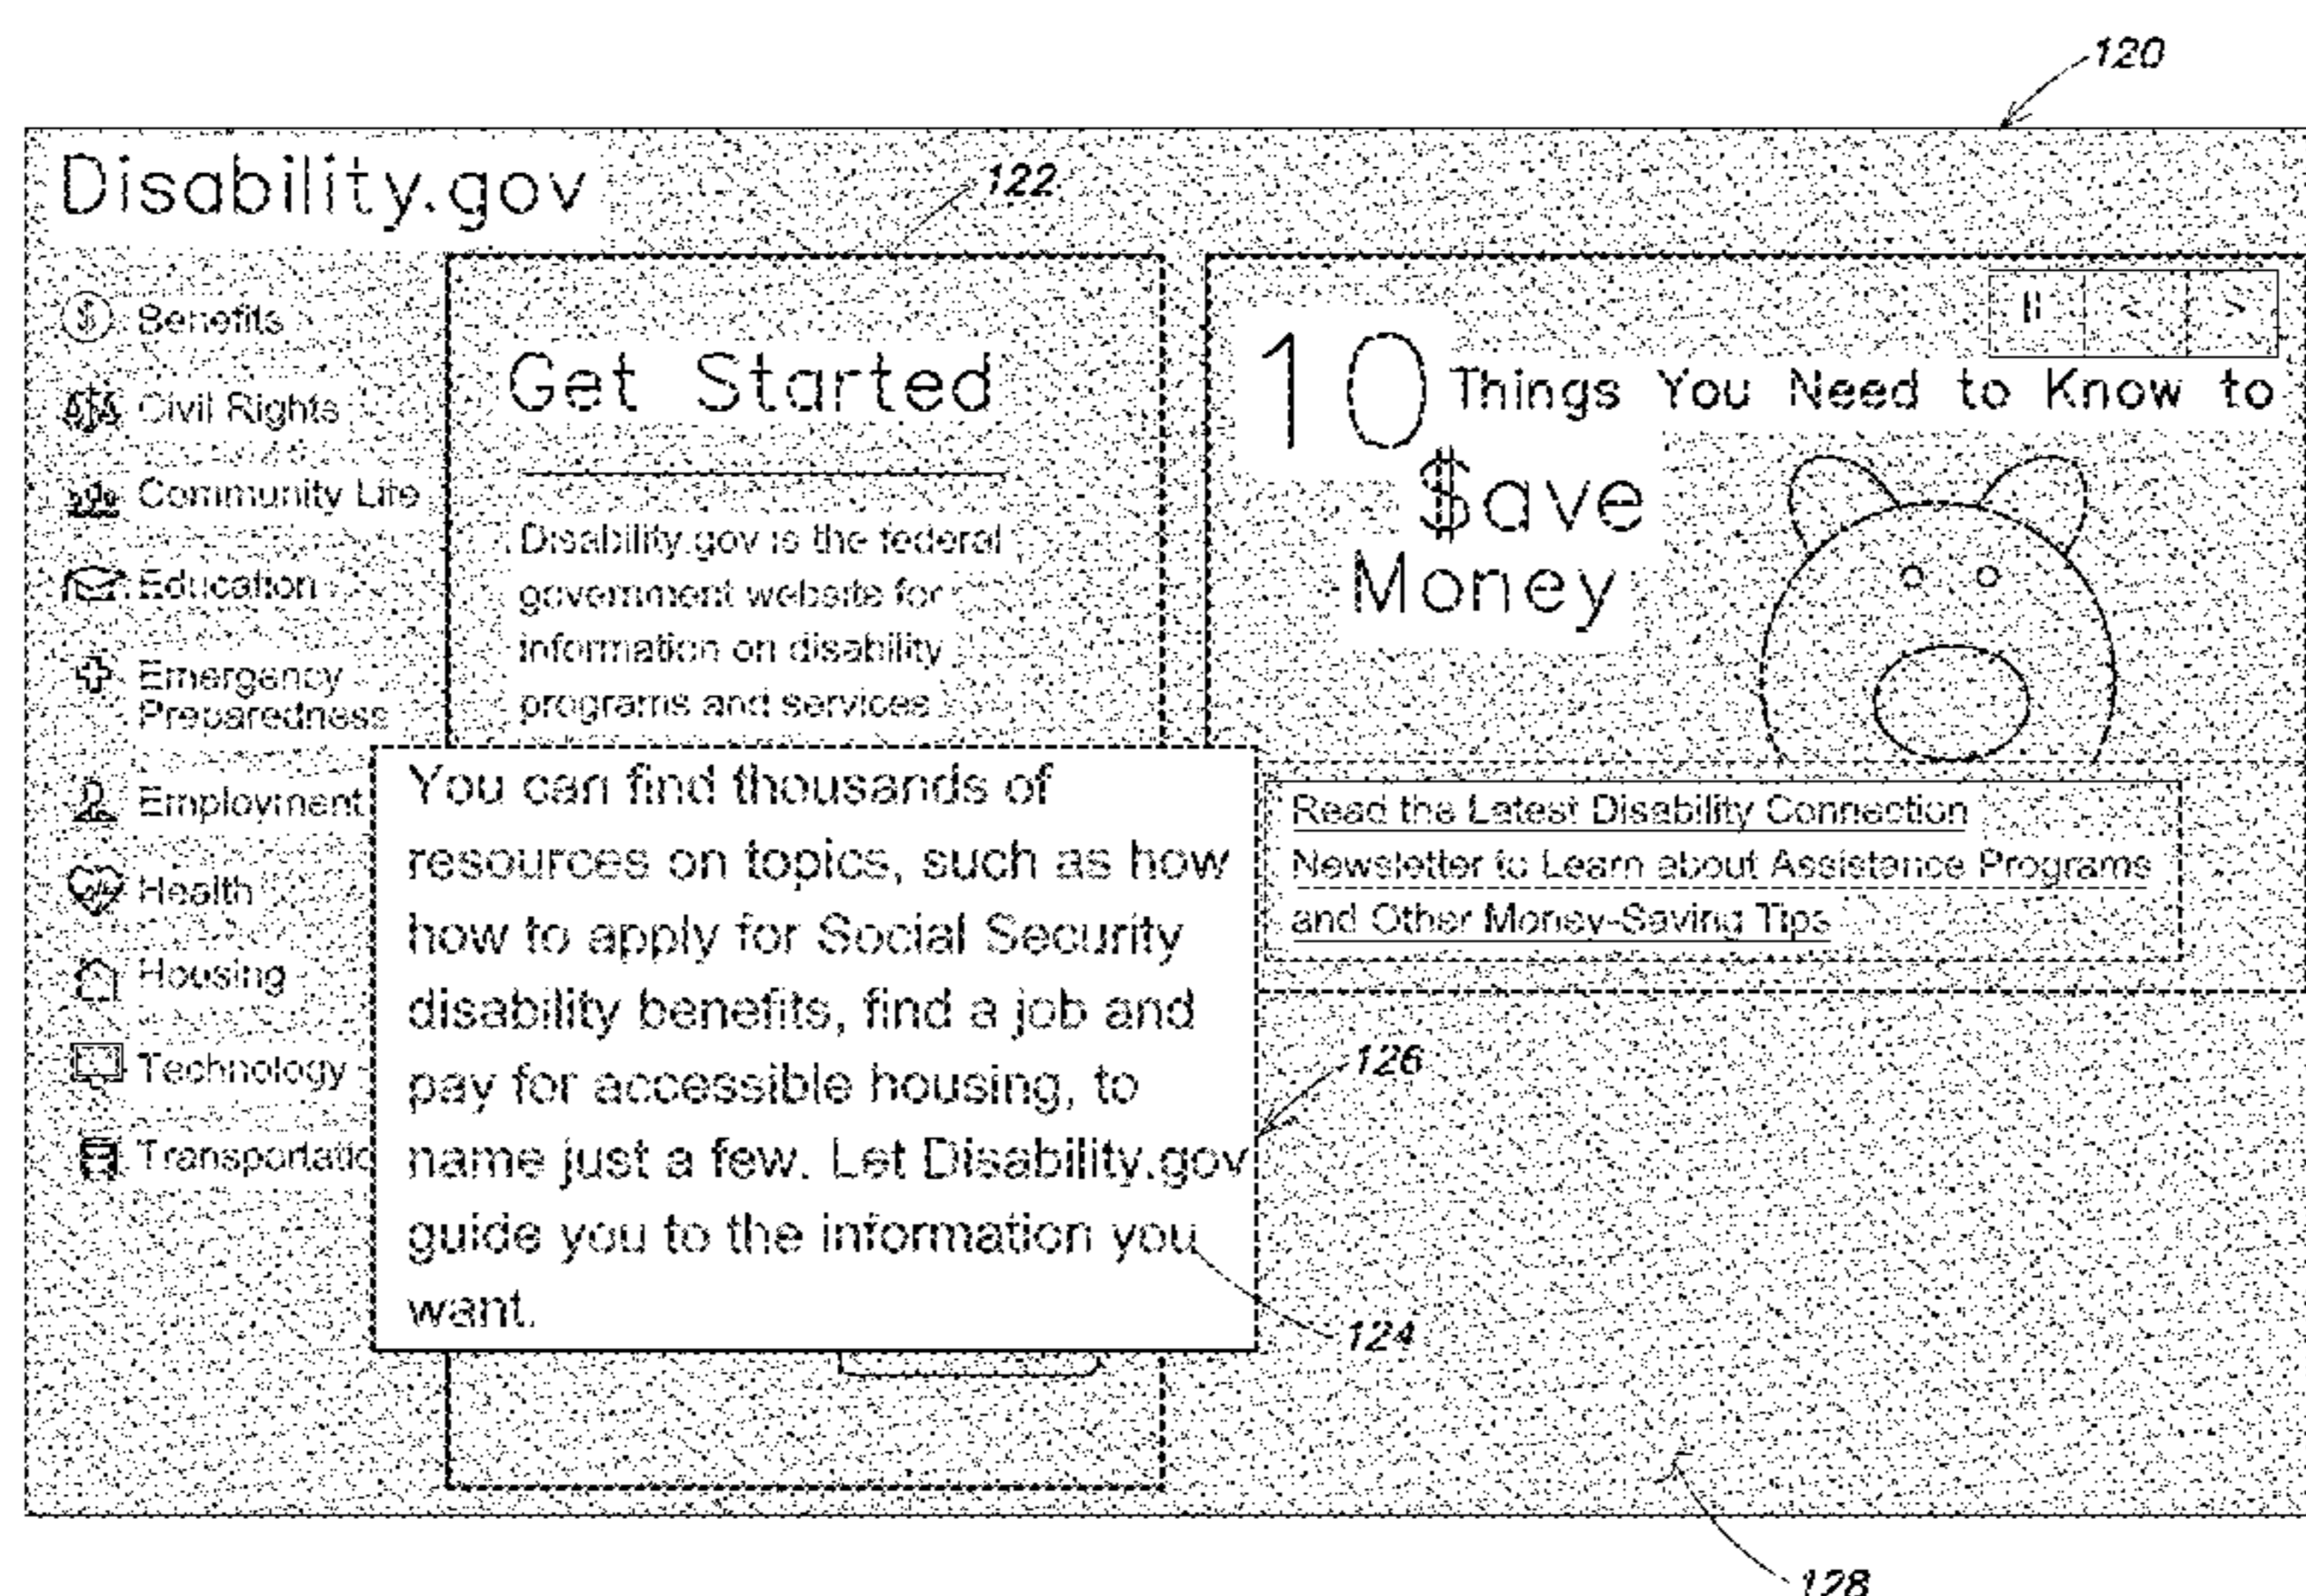 120
Disability.gov
122
Benefits
Civil Rights
Community Life
Education
Emergency
Preparedness
Employment
Health
Housing
Technology
Transportatio
Get Started
Disability.gov is the federal
government website for
information on disability
programs and services
You can find thousands of
resources on topics, such as how
how to apply for Social Security
disability benefits, find a job and
pay for accessible housing, to
name just a few. Let Disability.gov
guide you to the information you
want.
||  <  >
10 Things You Need to Know to
$ave
Money
Read the Latest Disability Connection
Newsletter to Learn about Assistance Programs
and Other Money-Saving Tips
126
124
128